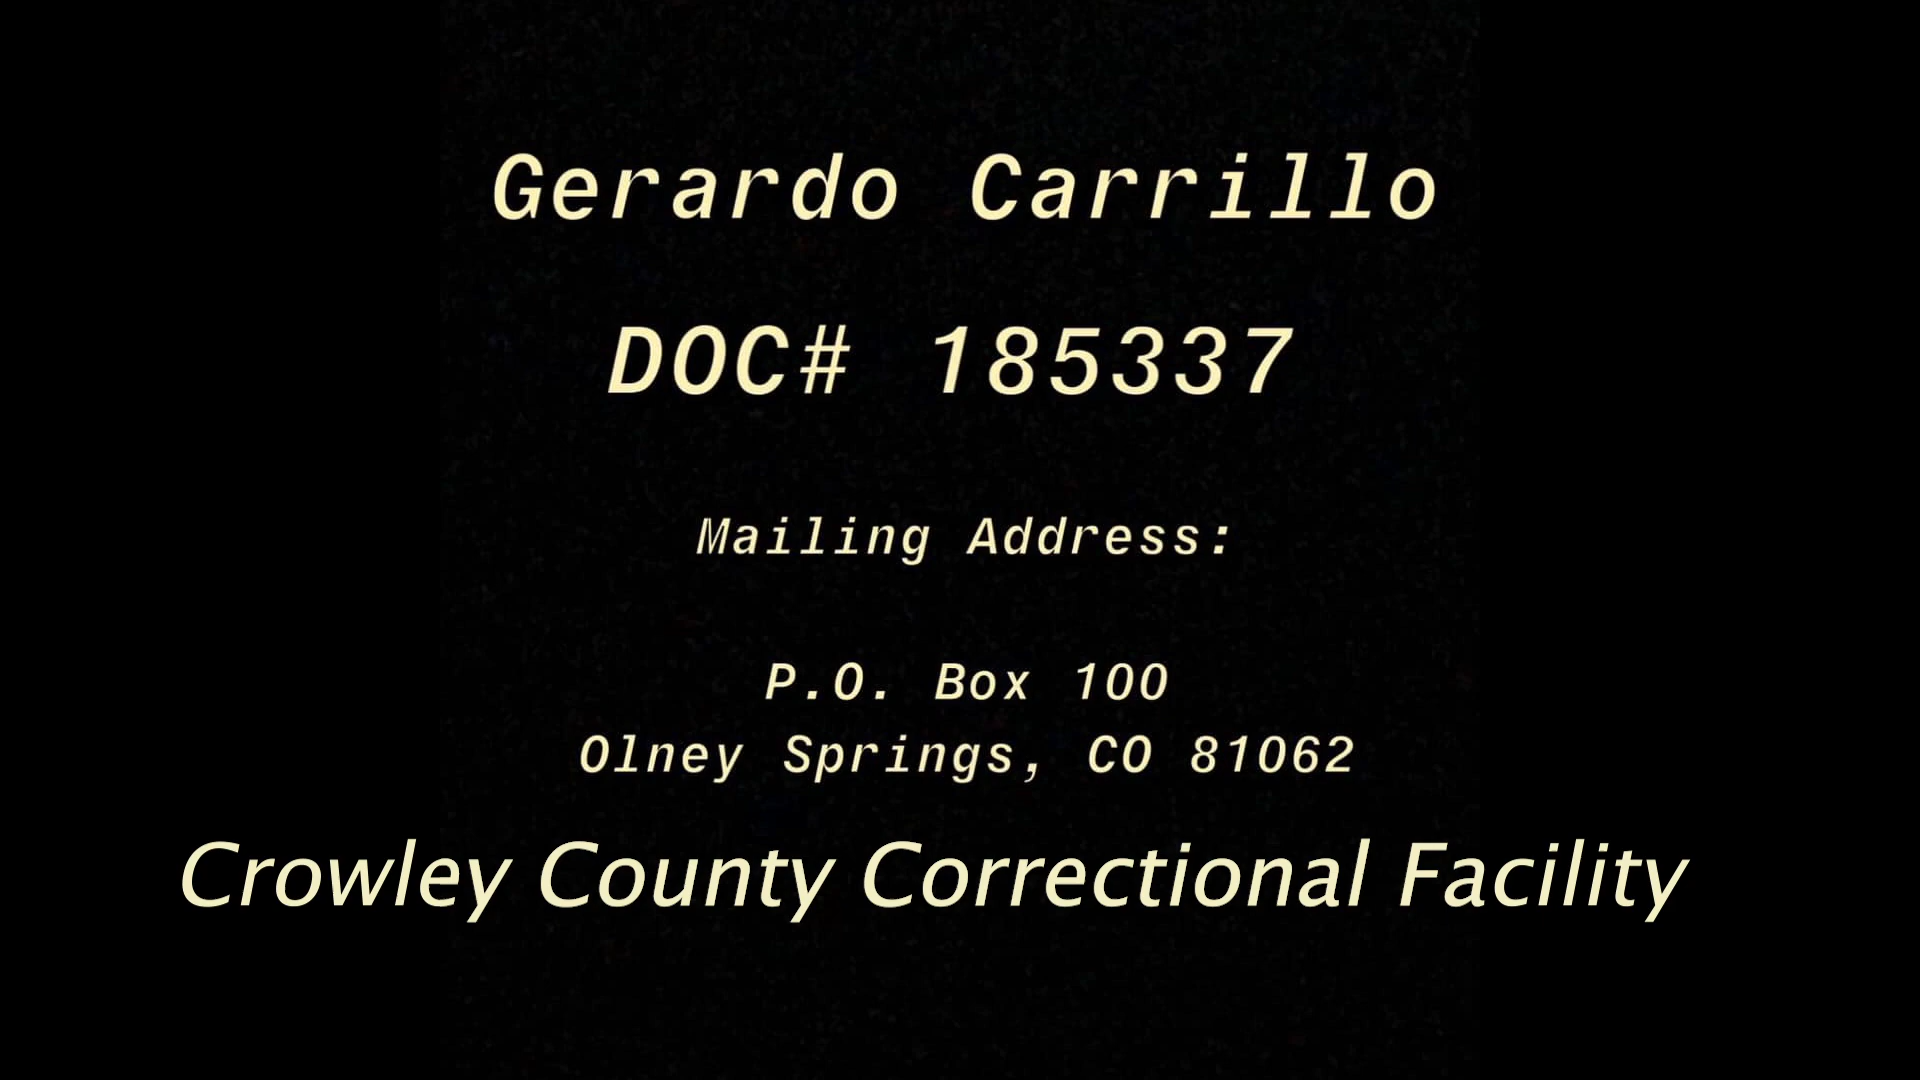 Gerardo Carrillo
DOC# 185337
Mailing Address:
P.O. Box 100
Olney Springs, CO 81062
Crowley County Correctional Facility